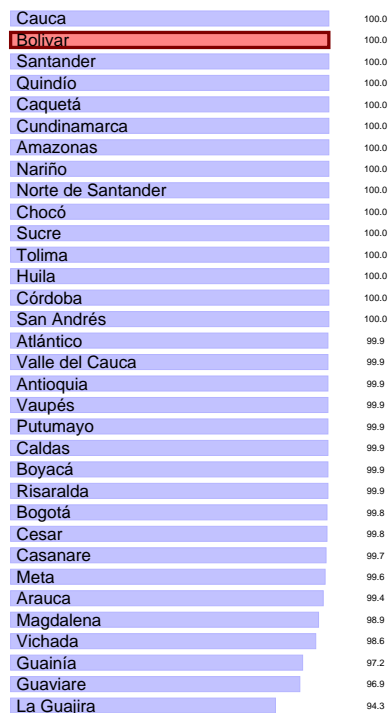 Cauca 100.0
Bolivar 100.0
Santander 100.0
Quindío 100.0
Caquetá 100.0
Cundinamarca 100.0
Amazonas 100.0
Nariño 100.0
Norte de Santander 100.0
Chocó 100.0
Sucre 100.0
Tolima 100.0
Huila 100.0
Córdoba 100.0
San Andrés 100.0
Atlántico 99.9
Valle del Cauca 99.9
Antioquia 99.9
Vaupés 99.9
Putumayo 99.9
Caldas 99.9
Boyacá 99.9
Risaralda 99.9
Bogotá 99.8
Cesar 99.8
Casanare 99.7
Meta 99.6
Arauca 99.4
Magdalena 98.9
Vichada 98.6
Guainía 97.2
Guaviare 96.9
La Guajira 94.3